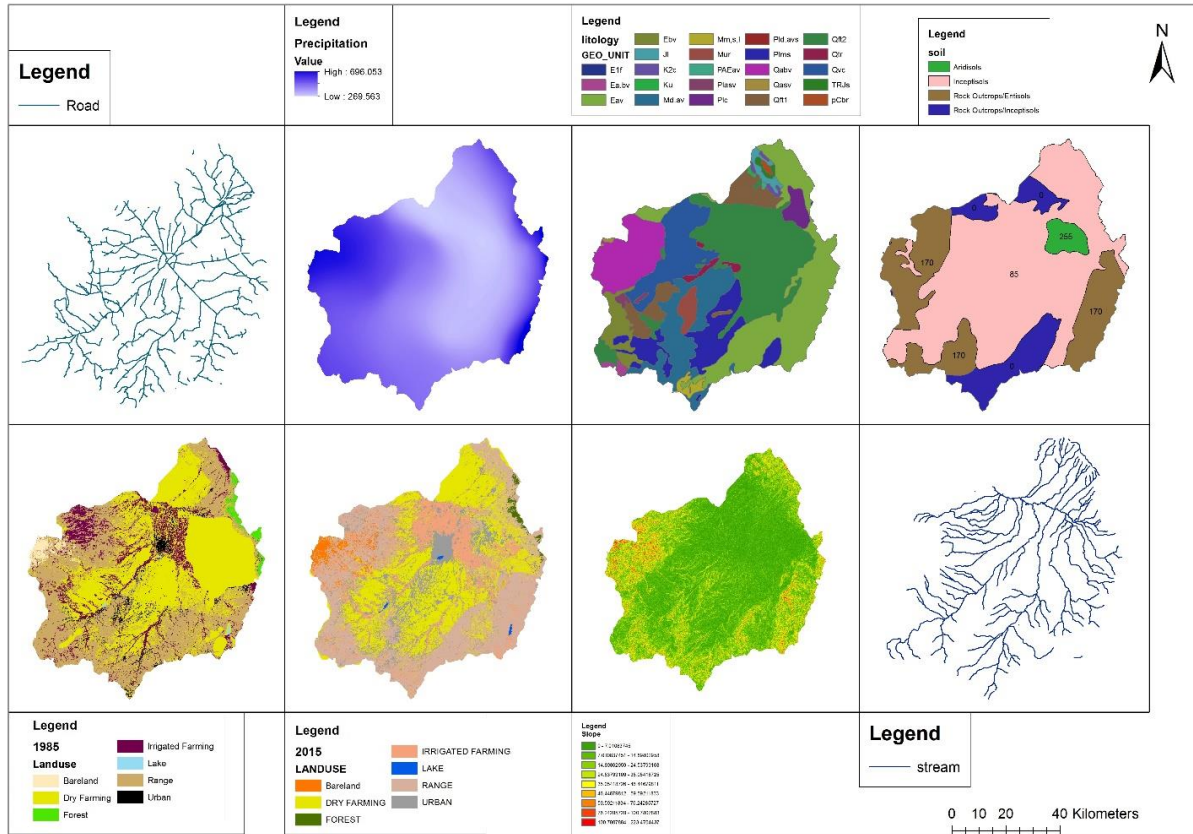 Legend
Road
Legend
Precipitation
Value
High : 696.053
Low : 269.563
Legend
litology
GEO_UNIT
E1f
Ea.bv
Eav
Ebv
Jl
K2c
Ku
Md.av
Mm,s,l
Mur
PAEav
Plasv
Plc
Pld.avs
Plms
Qabv
Qasv
Qft1
Qft2
Qlr
Qvc
TRJs
pCbr
Legend
soil
Aridisols
Inceptisols
Rock Outcrops/Entisols
Rock Outcrops/Inceptisols
N
0
0
255
170
85
170
170
0
Legend
1985
Landuse
Bareland
Dry Farming
Forest
Irrigated Farming
Lake
Range
Urban
Legend
2015
LANDUSE
Bareland
DRY FARMING
FOREST
IRRIGATED FARMING
LAKE
RANGE
URBAN
Legend
Slope
Legend
stream
0 10 20 40 Kilometers